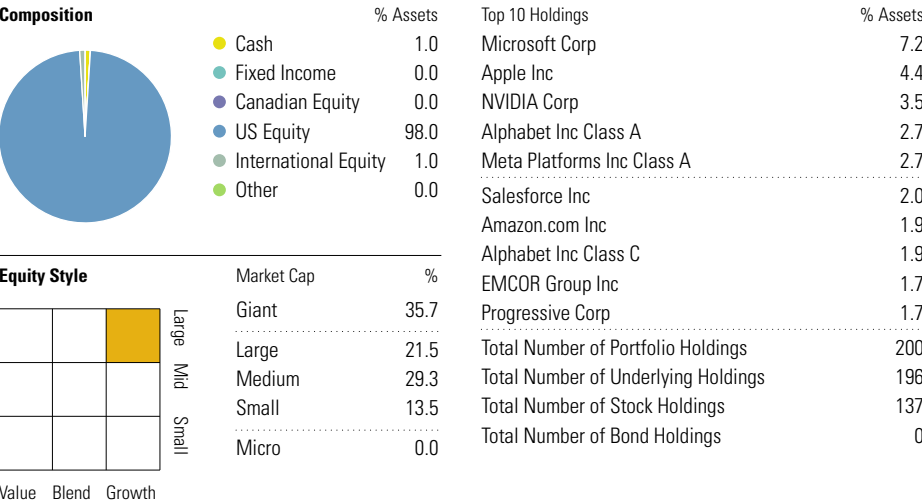 Composition % Assets
Cash 1.0
Fixed Income 0.0
Canadian Equity 0.0
US Equity 98.0
International Equity 1.0
Other 0.0
Equity Style
Large
Mid
Small
Value Blend Growth
Market Cap %
Giant 35.7
Large 21.5
Medium 29.3
Small 13.5
Micro 0.0
Top 10 Holdings % Assets
Microsoft Corp 7.2
Apple Inc 4.4
NVIDIA Corp 3.5
Alphabet Inc Class A 2.7
Meta Platforms Inc Class A 2.7
Salesforce Inc 2.0
Amazon.com Inc 1.9
Alphabet Inc Class C 1.9
EMCOR Group Inc 1.7
Progressive Corp 1.7
Total Number of Portfolio Holdings 200
Total Number of Underlying Holdings 196
Total Number of Stock Holdings 137
Total Number of Bond Holdings 0